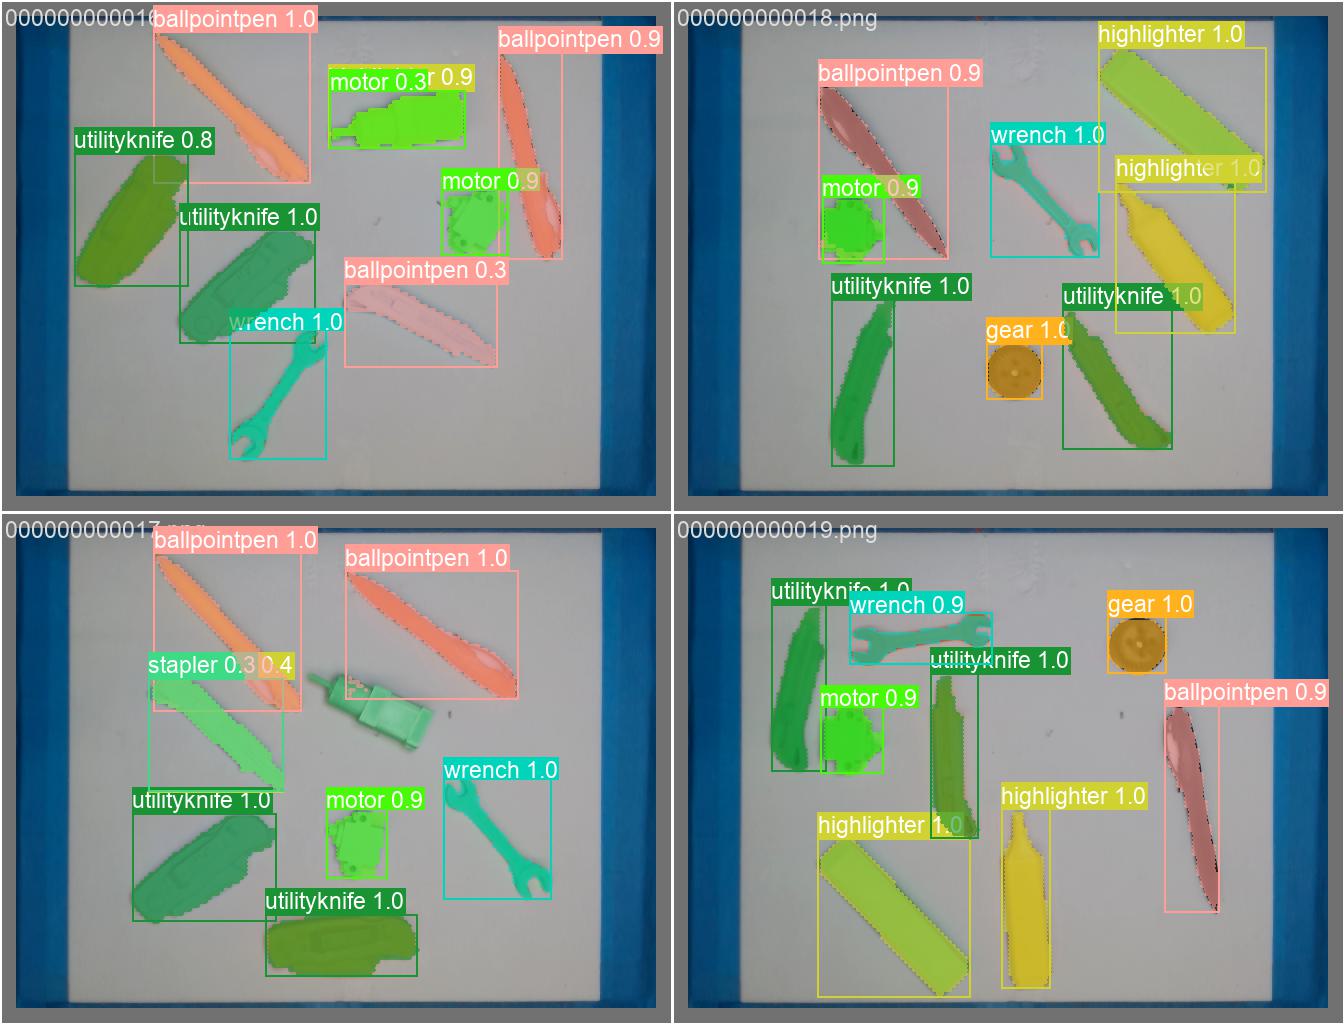 000000000016
ballpointpen 1.0
ballpointpen 0.9
motor 0.3
r 0.9
utilityknife 0.8
motor 0.9
utilityknife 1.0
ballpointpen 0.3
wrench 1.0
000000000018.png
highlighter 1.0
ballpointpen 0.9
wrench 1.0
highlighter 1.0
motor 0.9
utilityknife 1.0
utilityknife 1.0
gear 1.0
000000000017.png
ballpointpen 1.0
ballpointpen 1.0
stapler 0.3
0.4
wrench 1.0
utilityknife 1.0
motor 0.9
utilityknife 1.0
000000000019.png
utilityknife 1.0
wrench 0.9
gear 1.0
utilityknife 1.0
motor 0.9
ballpointpen 0.9
highlighter 1.0
highlighter 1.0